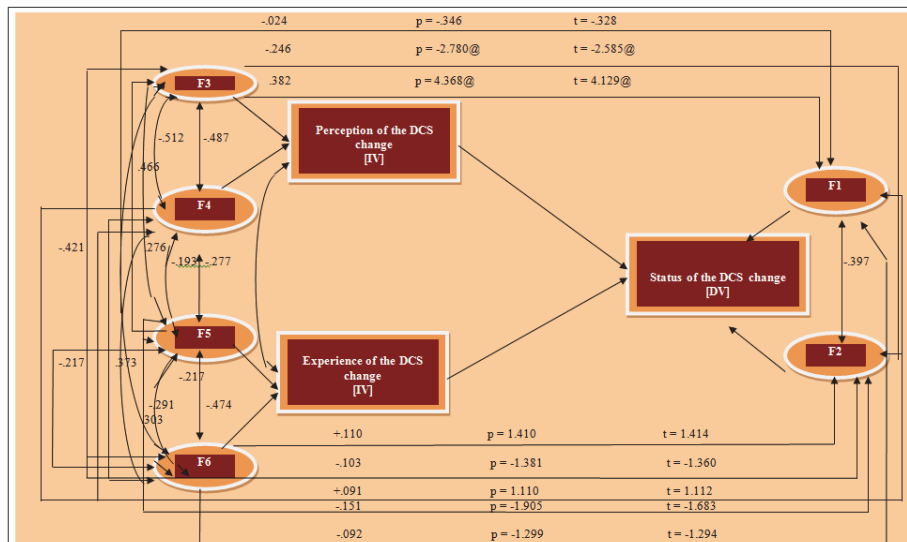 -.024 p = -.346 t = -.328
-.246 p = -2.780@ t = -2.585@
.382 p = 4.368@ t = 4.129@
F3
-.512 -.487
.466
Perception of the DCS
change
[IV]
F4
F1
-.421 .276
-.193 -.277
-.397
Status of the DCS change
[DV]
F5
F2
-.217 .373
-.217
Experience of the DCS
change
[IV]
-.291 -.474
.303
F6
+.110 p = 1.410 t = 1.414
-.103 p = -1.381 t = -1.360
+.091 p = 1.110 t = 1.112
-.151 p = -1.905 t = -1.683
-.092 p = -1.299 t = -1.294